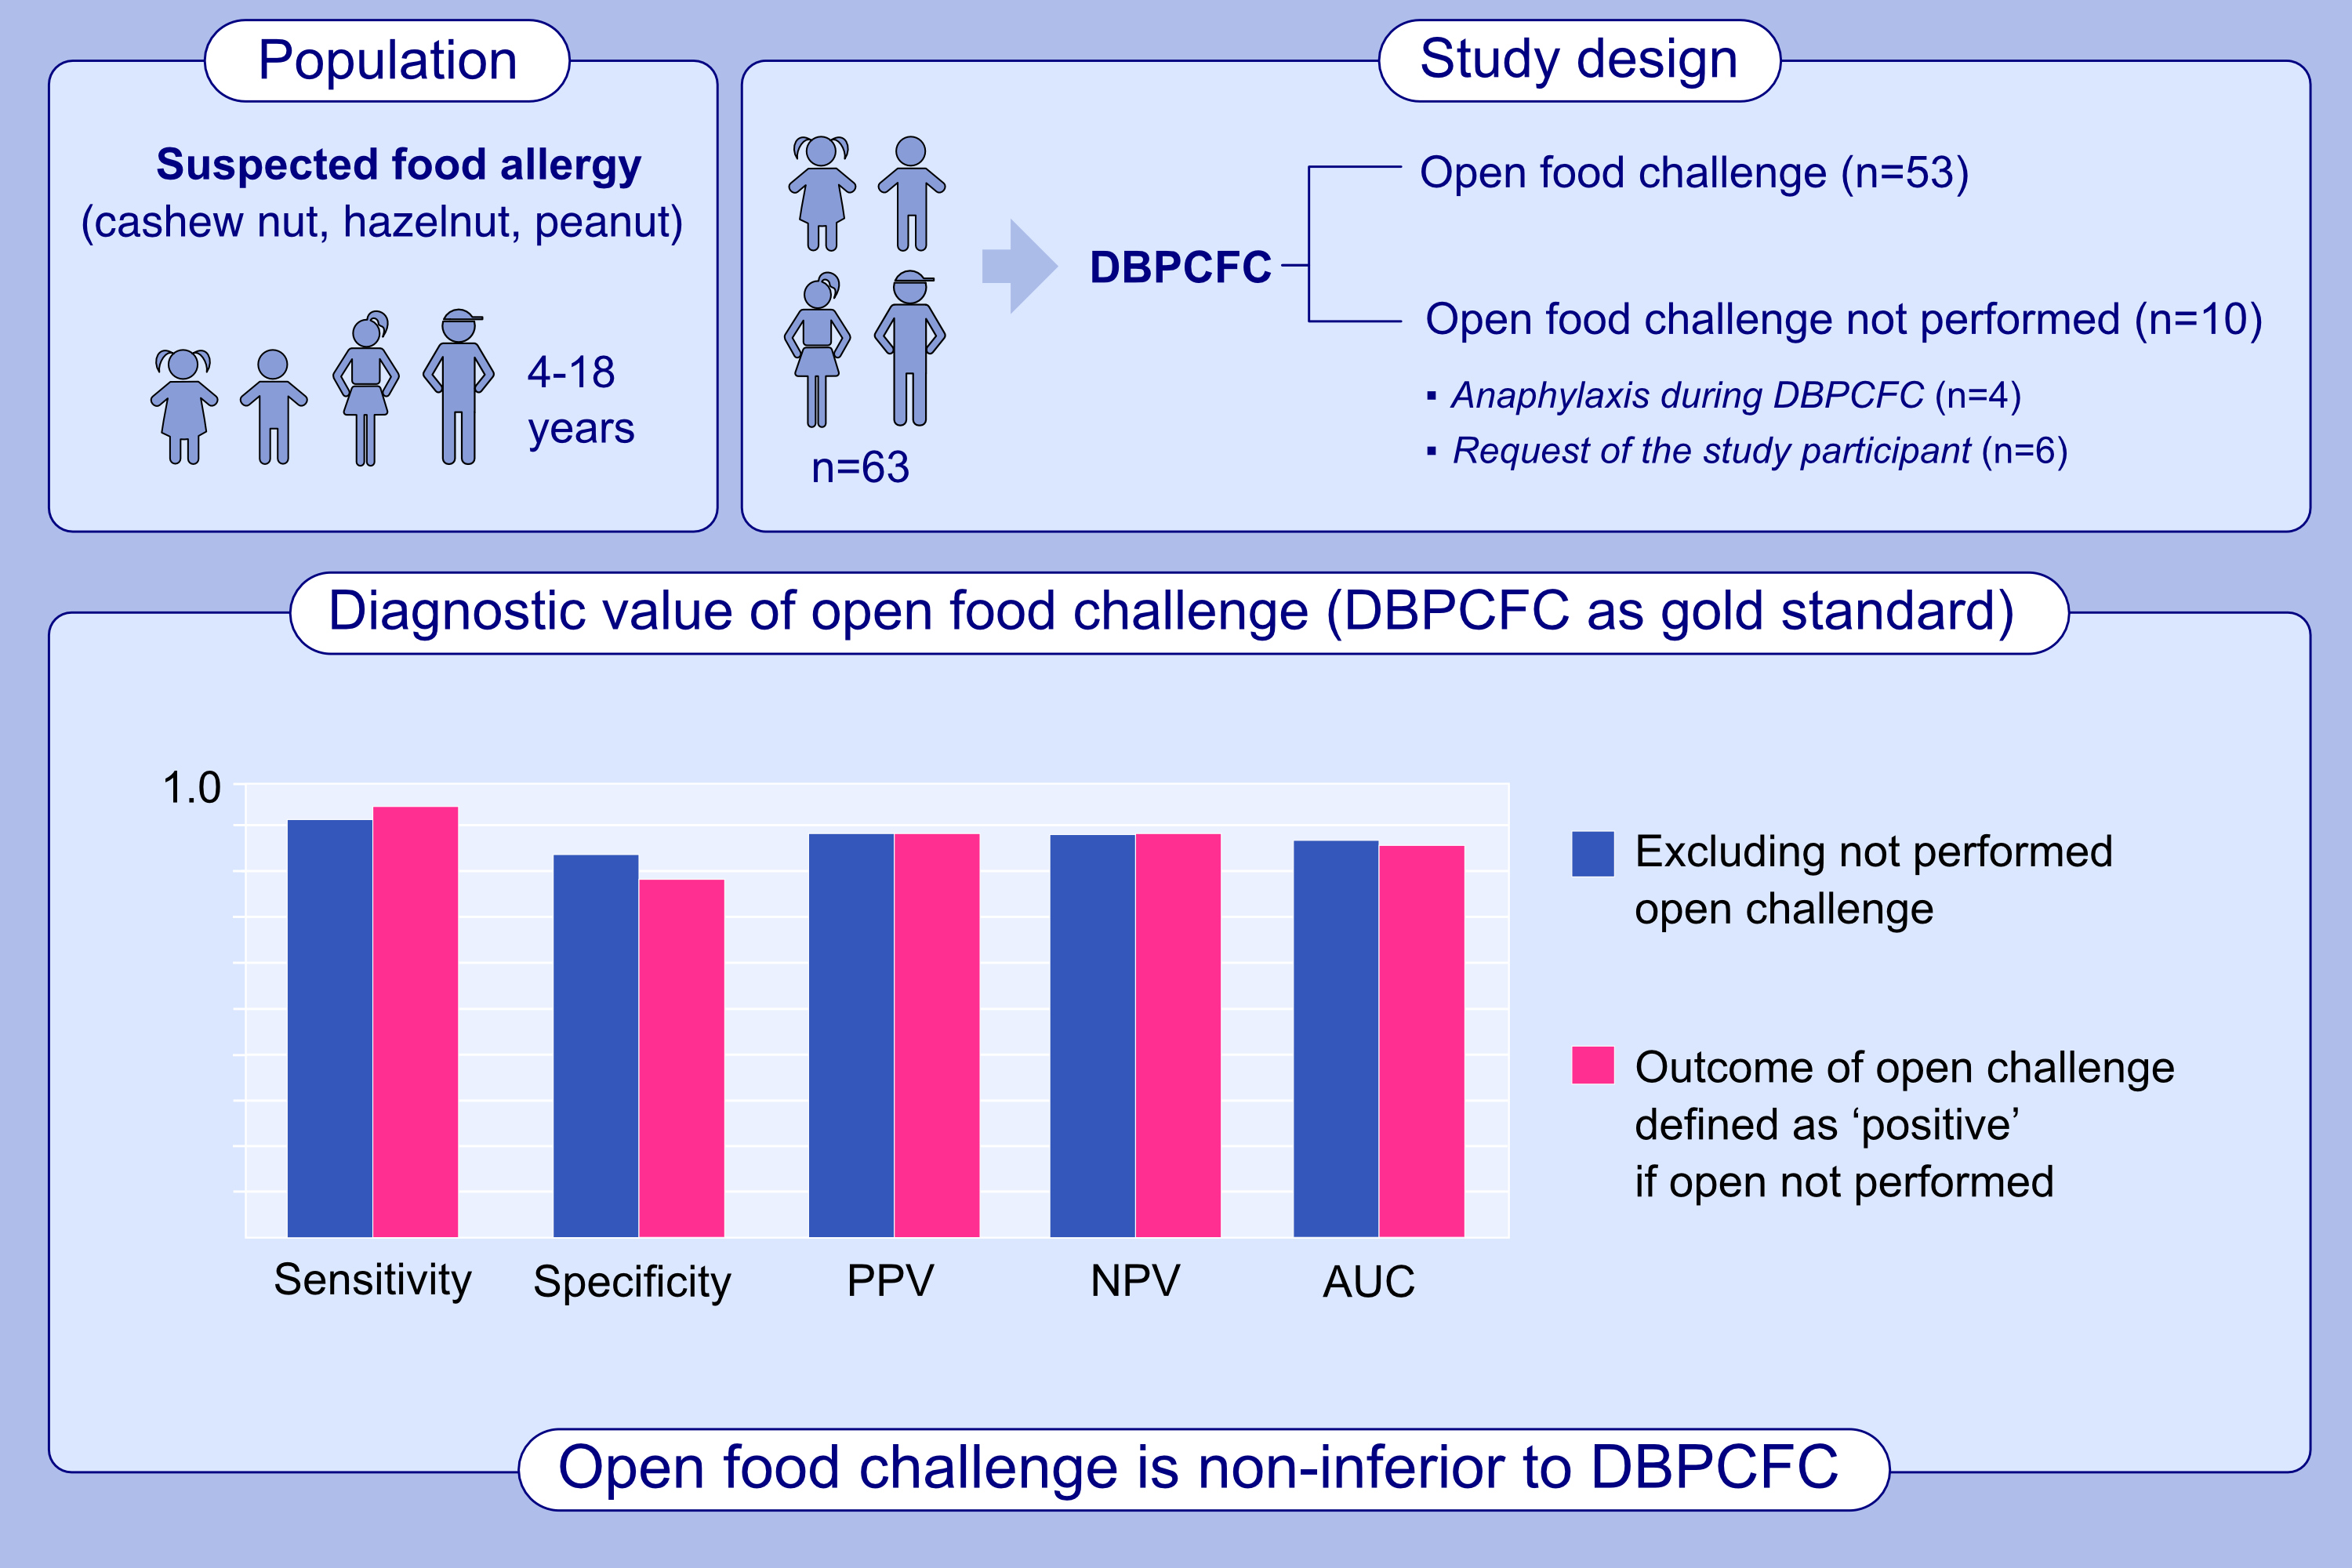 Population
Suspected food allergy
(cashew nut, hazelnut, peanut)
4-18
years
Study design
n=63
DBPCFC
Open food challenge (n=53)
Open food challenge not performed (n=10)
▪ Anaphylaxis during DBPCFC (n=4)
▪ Request of the study participant (n=6)
Diagnostic value of open food challenge (DBPCFC as gold standard)
1.0
Sensitivity
Specificity
PPV
NPV
AUC
Excluding not performed
open challenge
Outcome of open challenge
defined as ‘positive’
if open not performed
Open food challenge is non-inferior to DBPCFC